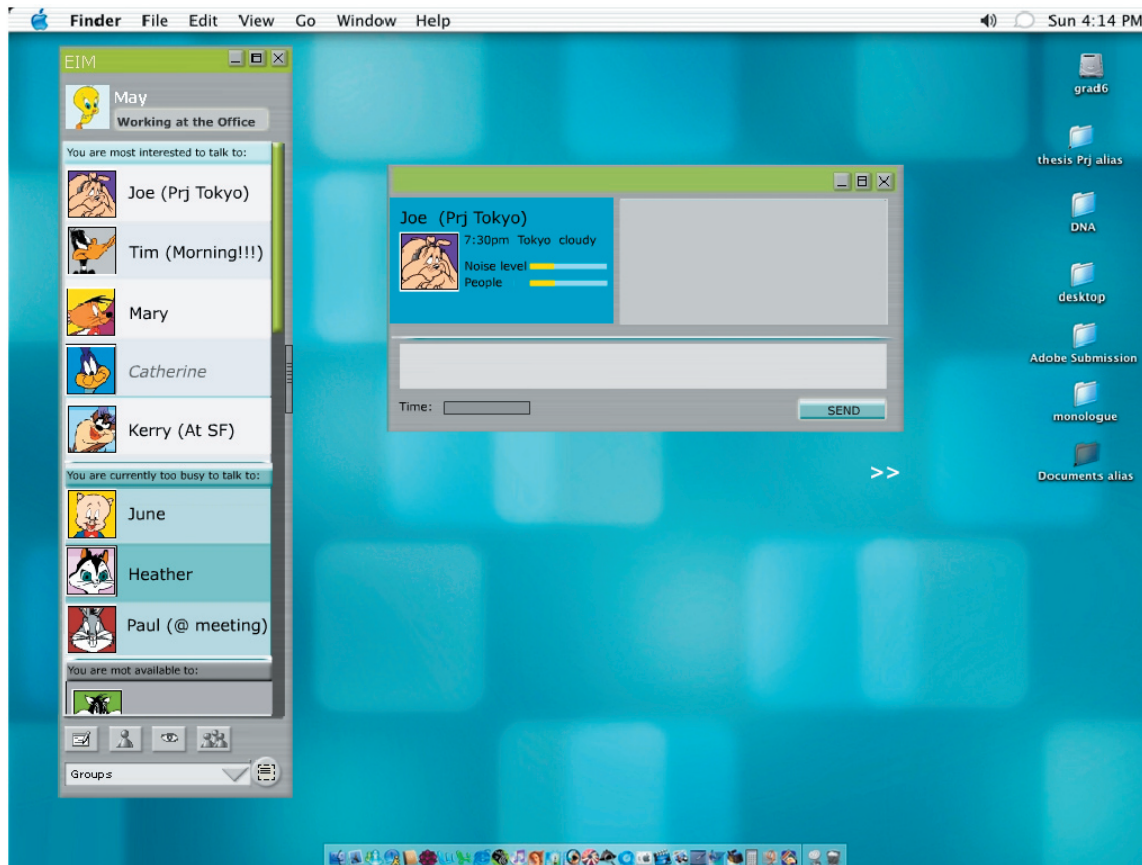 Finder File Edit View Go Window Help
Sun 4:14 PM
EIM
May
Working at the Office
You are most interested to talk to:
Joe (Prj Tokyo)
Tim (Morning!!!)
Mary
Catherine
Kerry (At SF)
You are currently too busy to talk to:
June
Heather
Paul (@ meeting)
You are mot available to:
Groups
Joe (Prj Tokyo)
7:30pm Tokyo cloudy
Noise level
People
Time:
SEND
>>
grad6
thesis Prj alias
DNA
desktop
Adobe Submission
monologue
Documents alias